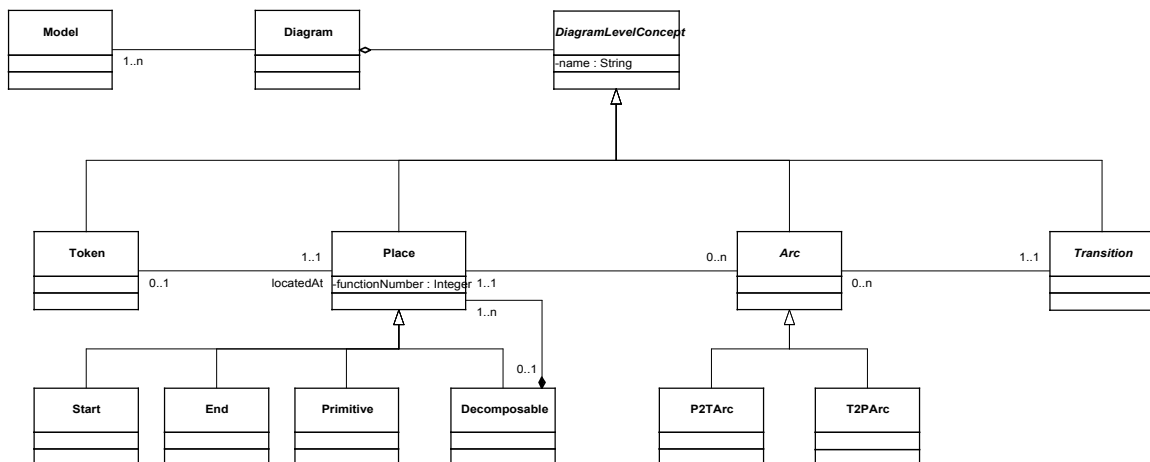 Model
Diagram
DiagramLevelConcept
-name : String
1..n
Token
Place
Arc
Transition
1..1
0..n
1..1
0..1
locatedAt
-functionNumber : Integer
1..1
0..n
1..n
0..1
Start
End
Primitive
Decomposable
P2TArc
T2PArc